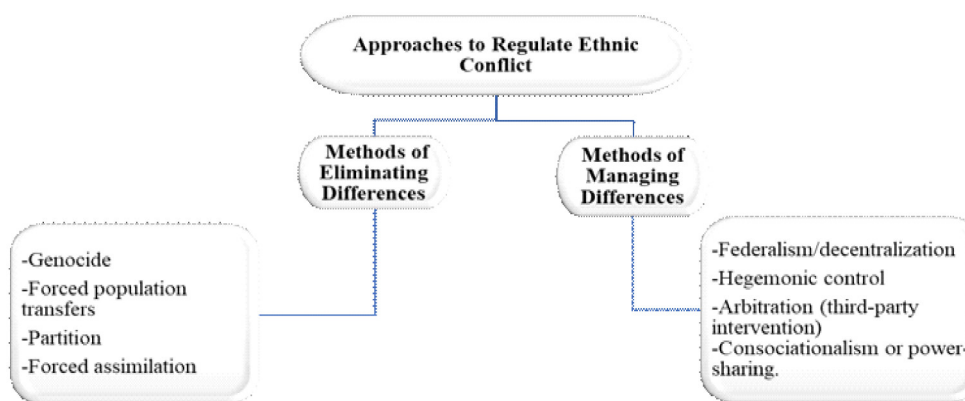 Approaches to Regulate Ethnic
Conflict
Methods of
Eliminating
Differences
Methods of
Managing
Differences
-Genocide
-Forced population
transfers
-Partition
-Forced assimilation
-Federalism/decentralization
-Hegemonic control
-Arbitration (third-party
intervention)
-Consociationalism or power-
sharing.